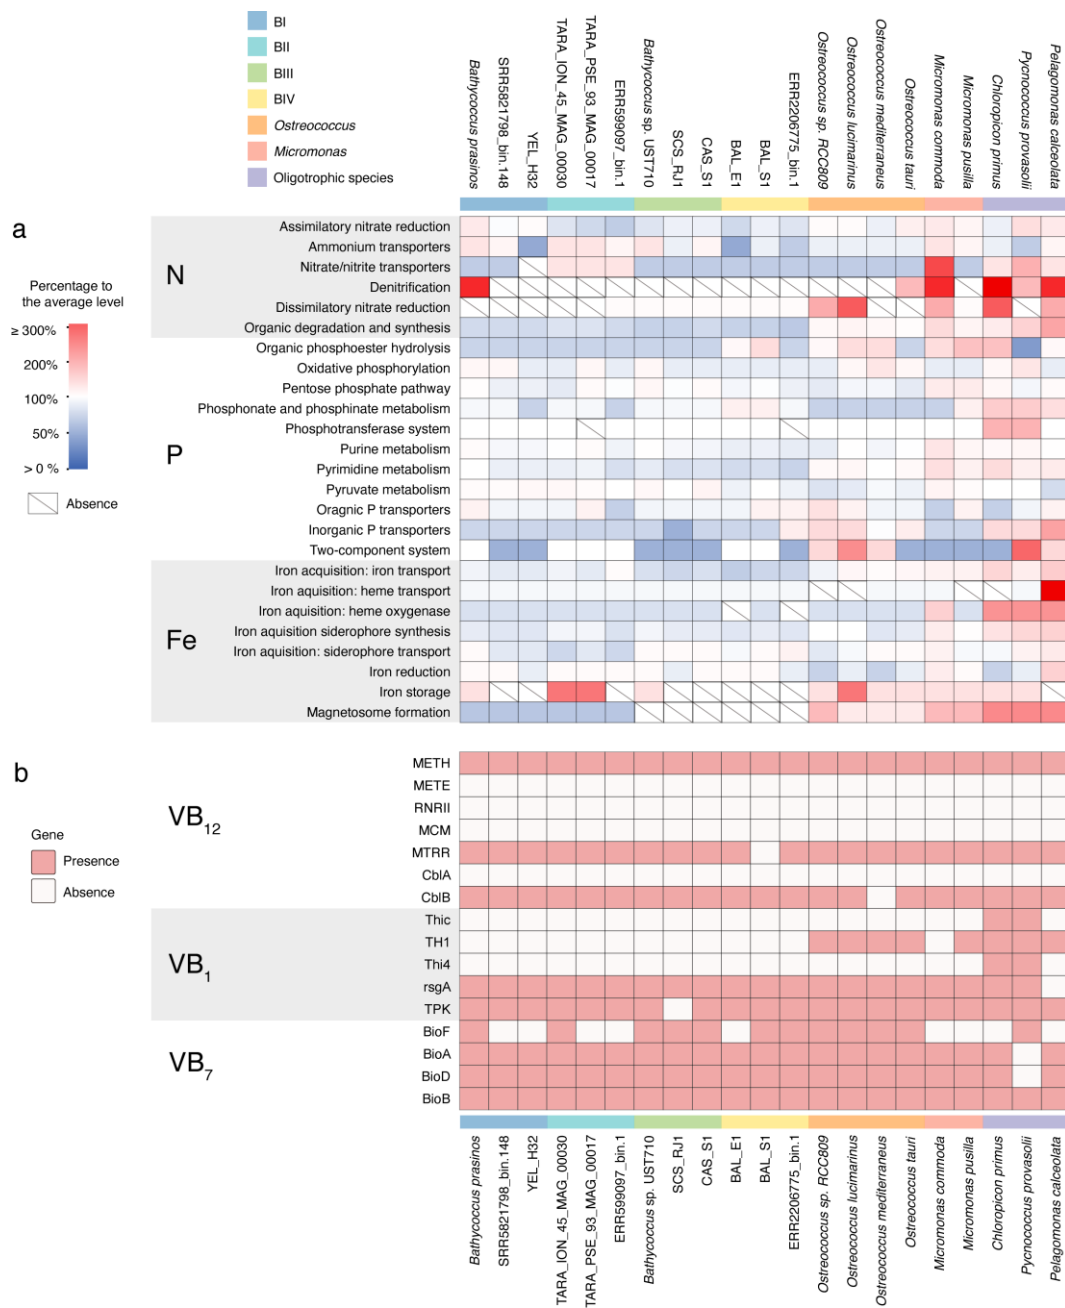 BI
BII
BIII
BIV
Ostreococcus
Micromonas
Oligotrophic species
Bathycoccus prasinos
SRR5821798_bin.148
YEL_H32
TARA_ION_45_MAG_00030
TARA_PSE_93_MAG_00017
ERR599097_bin.1
Bathycoccus sp. UST710
SCS_RJ1
CAS_S1
BAL_E1
BAL_S1
ERR2206775_bin.1
Ostreococcus sp. RCC809
Ostreococcus lucimarinus
Ostreococcus mediterraneus
Ostreococcus tauri
Micromonas commoda
Micromonas pusilla
Chloropicon primus
Pycnococcus provasolii
Pelagomonas calceolata
a
Percentage to
the average level
≥ 300%
200%
100%
50%
> 0 %
Absence
N
Assimilatory nitrate reduction
Ammonium transporters
Nitrate/nitrite transporters
Denitrification
Dissimilatory nitrate reduction
Organic degradation and synthesis
P
Organic phosphoester hydrolysis
Oxidative phosphorylation
Pentose phosphate pathway
Phosphonate and phosphinate metabolism
Phosphotransferase system
Purine metabolism
Pyrimidine metabolism
Pyruvate metabolism
Oragnic P transporters
Inorganic P transporters
Two-component system
Fe
Iron acquisition: iron transport
Iron aquisition: heme transport
Iron aquisition: heme oxygenase
Iron aquisition siderophore synthesis
Iron aquisition: siderophore transport
Iron reduction
Iron storage
Magnetosome formation
b
Gene
Presence
Absence
VB12
METH
METE
RNRII
MCM
MTRR
CblA
CblB
VB1
Thic
TH1
Thi4
rsgA
TPK
VB7
BioF
BioA
BioD
BioB
Bathycoccus prasinos
SRR5821798_bin.148
YEL_H32
TARA_ION_45_MAG_00030
TARA_PSE_93_MAG_00017
ERR599097_bin.1
Bathycoccus sp. UST710
SCS_RJ1
CAS_S1
BAL_E1
BAL_S1
ERR2206775_bin.1
Ostreococcus sp. RCC809
Ostreococcus lucimarinus
Ostreococcus mediterraneus
Ostreococcus tauri
Micromonas commoda
Micromonas pusilla
Chloropicon primus
Pycnococcus provasolii
Pelagomonas calceolata